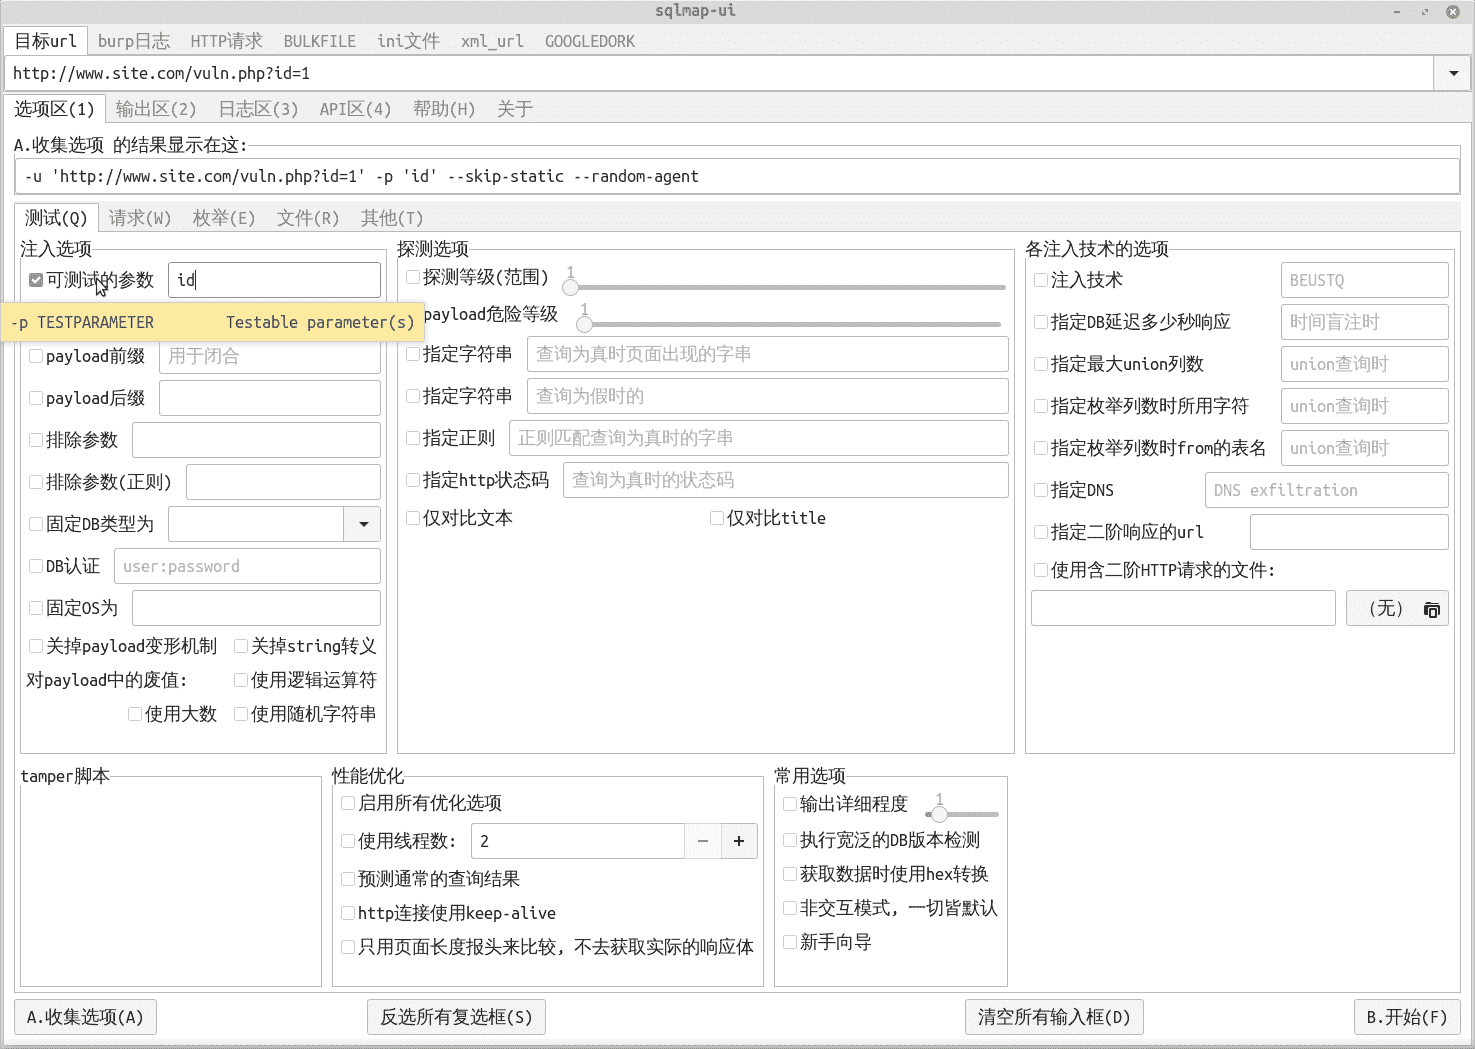 sqlmap-ui
目标url burp日志 HTTP请求 BULKFILE ini文件 xml_url GOOGLEDORK
http://www.site.com/vuln.php?id=1
选项区(1) 输出区(2) 日志区(3) API区(4) 帮助(H) 关于
A.收集选项 的结果显示在这:
-u 'http://www.site.com/vuln.php?id=1' -p 'id' --skip-static --random-agent
测试(Q) 请求(W) 枚举(E) 文件(R) 其他(T)
注入选项
可测试的参数 id
-p TESTPARAMETER Testable parameter(s)
payload前缀 用于闭合
payload后缀
排除参数
排除参数(正则)
固定DB类型为
DB认证 user:password
固定OS为
关掉payload变形机制 关掉string转义
对payload中的废值: 使用逻辑运算符
使用大数 使用随机字符串
探测选项
探测等级(范围) 1
payload危险等级 1
指定字符串 查询为真时页面出现的字串
指定字符串 查询为假时的
指定正则 正则匹配查询为真时的字串
指定http状态码 查询为真时的状态码
仅对比文本 仅对比title
各注入技术的选项
注入技术 BEUSTQ
指定DB延迟多少秒响应 时间盲注时
指定最大union列数 union查询时
指定枚举列数时所用字符 union查询时
指定枚举列数时from的表名 union查询时
指定DNS DNS exfiltration
指定二阶响应的url
使用含二阶HTTP请求的文件:
(无)
tamper脚本
性能优化
启用所有优化选项
使用线程数: 2 − +
预测通常的查询结果
http连接使用keep-alive
只用页面长度报头来比较, 不去获取实际的响应体
常用选项
输出详细程度 1
执行宽泛的DB版本检测
获取数据时使用hex转换
非交互模式, 一切皆默认
新手向导
A.收集选项(A) 反选所有复选框(S) 清空所有输入框(D) B.开始(F)